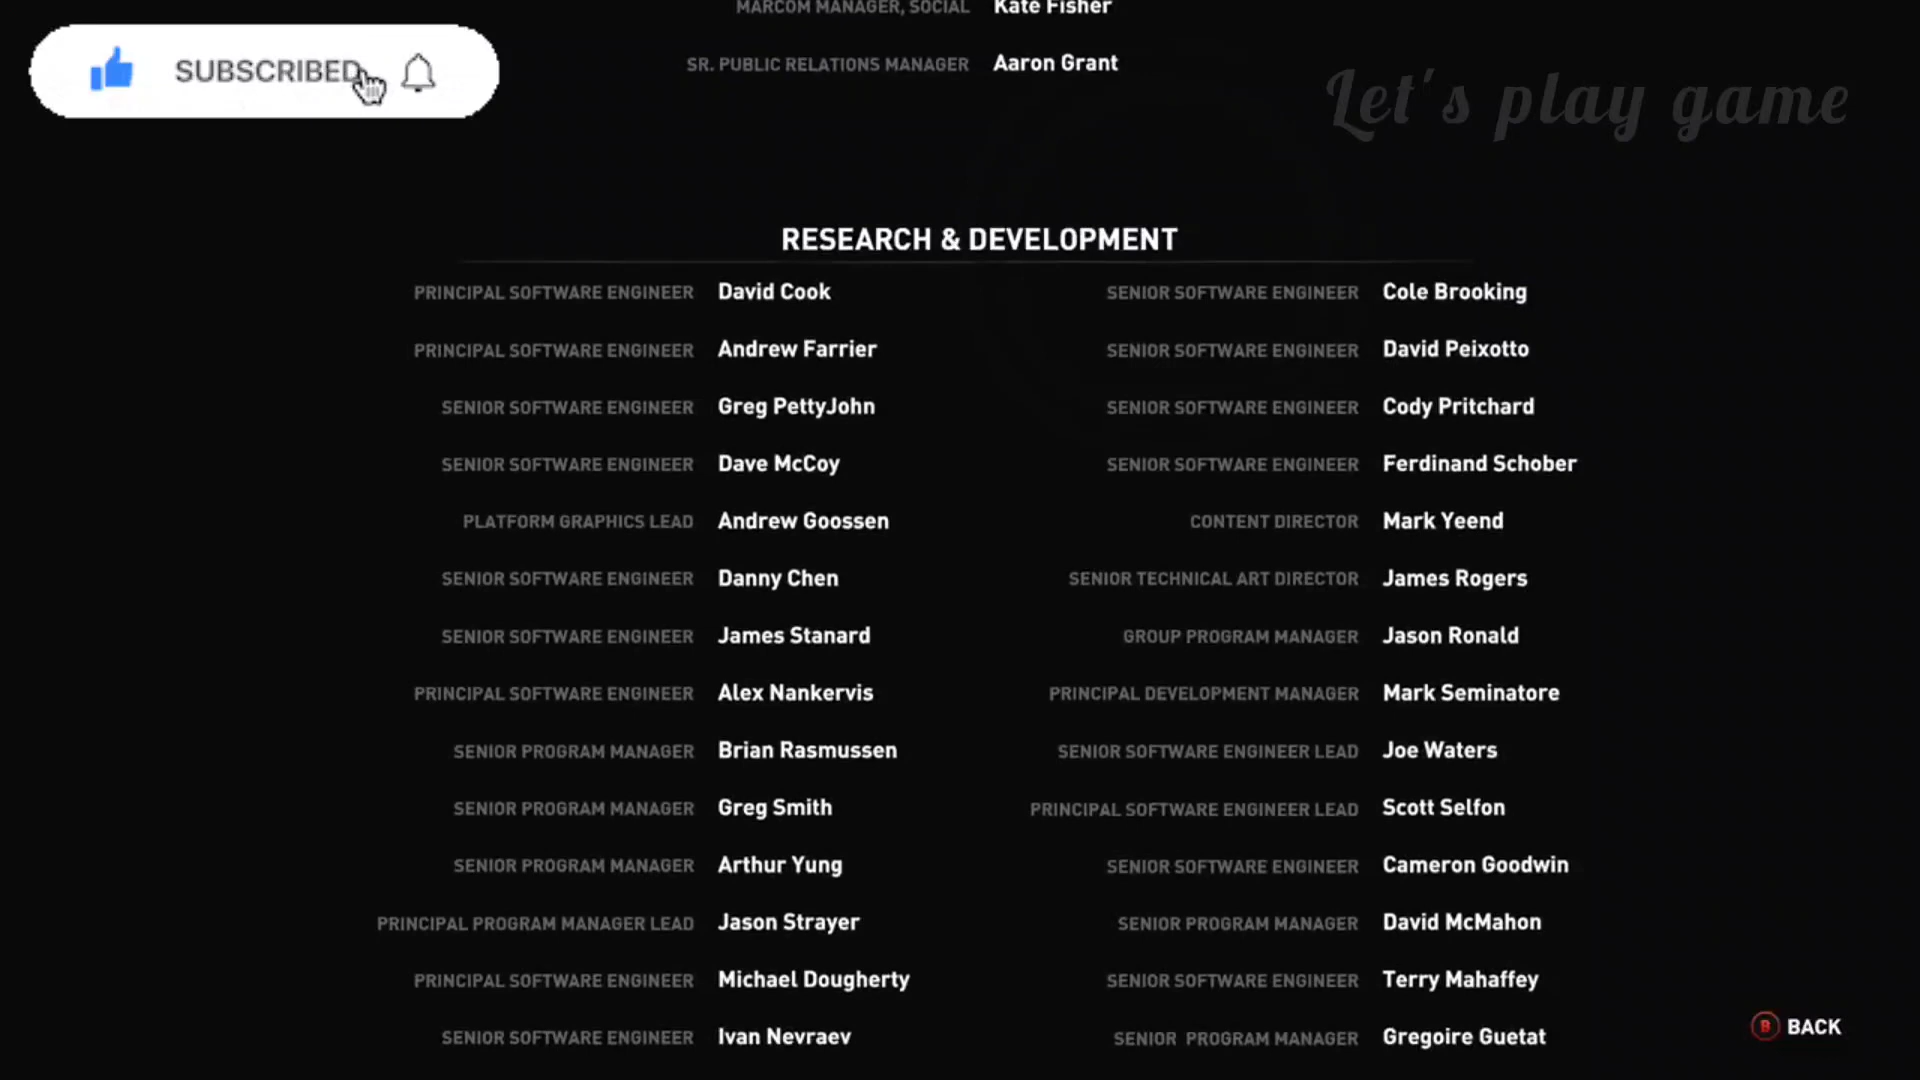 MARCOM MANAGER, SOCIAL Kate Fisher
SUBSCRIBED
SR. PUBLIC RELATIONS MANAGER Aaron Grant
Let's play game
RESEARCH & DEVELOPMENT
PRINCIPAL SOFTWARE ENGINEER David Cook SENIOR SOFTWARE ENGINEER Cole Brooking
PRINCIPAL SOFTWARE ENGINEER Andrew Farrier SENIOR SOFTWARE ENGINEER David Peixotto
SENIOR SOFTWARE ENGINEER Greg PettyJohn SENIOR SOFTWARE ENGINEER Cody Pritchard
SENIOR SOFTWARE ENGINEER Dave McCoy SENIOR SOFTWARE ENGINEER Ferdinand Schober
PLATFORM GRAPHICS LEAD Andrew Goossen CONTENT DIRECTOR Mark Yeend
SENIOR SOFTWARE ENGINEER Danny Chen SENIOR TECHNICAL ART DIRECTOR James Rogers
SENIOR SOFTWARE ENGINEER James Stanard GROUP PROGRAM MANAGER Jason Ronald
PRINCIPAL SOFTWARE ENGINEER Alex Nankervis PRINCIPAL DEVELOPMENT MANAGER Mark Seminatore
SENIOR PROGRAM MANAGER Brian Rasmussen SENIOR SOFTWARE ENGINEER LEAD Joe Waters
SENIOR PROGRAM MANAGER Greg Smith PRINCIPAL SOFTWARE ENGINEER LEAD Scott Selfon
SENIOR PROGRAM MANAGER Arthur Yung SENIOR SOFTWARE ENGINEER Cameron Goodwin
PRINCIPAL PROGRAM MANAGER LEAD Jason Strayer SENIOR PROGRAM MANAGER David McMahon
PRINCIPAL SOFTWARE ENGINEER Michael Dougherty SENIOR SOFTWARE ENGINEER Terry Mahaffey
SENIOR SOFTWARE ENGINEER Ivan Nevraev SENIOR PROGRAM MANAGER Gregoire Guetat
B BACK